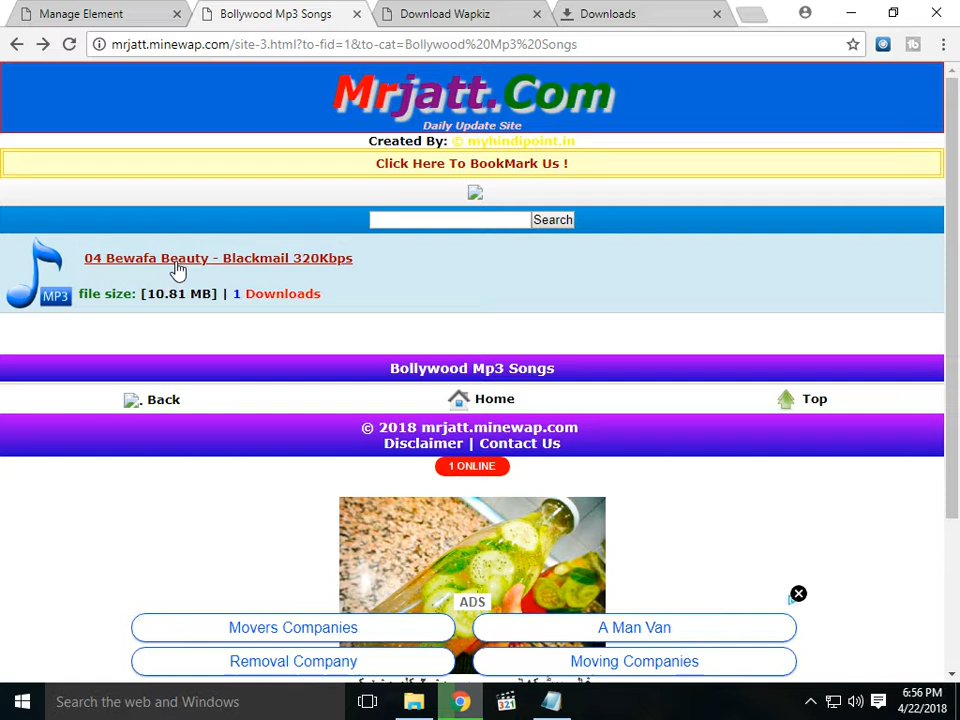 Manage Element
Bollywood Mp3 Songs
Download Wapkiz
Downloads
mrjatt.minewap.com/site-3.html?to-fid=1&to-cat=Bollywood%20Mp3%20Songs
Mrjatt.Com
Daily Update Site
Created By: © myhindipoint.in
Click Here To BookMark Us !
Search
04 Bewafa Beauty - Blackmail 320Kbps
MP3
file size: [10.81 MB] | 1 Downloads
Bollywood Mp3 Songs
. Back
Home
Top
© 2018 mrjatt.minewap.com
Disclaimer | Contact Us
1 ONLINE
ADS
Movers Companies
A Man Van
Removal Company
Moving Companies
Search the web and Windows
321
6:56 PM
4/22/2018